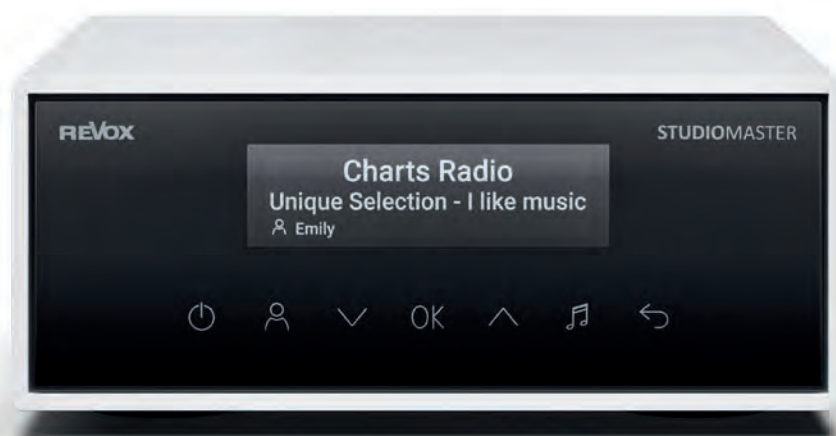 REVOX
STUDIOMASTER
Charts Radio
Unique Selection - I like music
Emily
OK